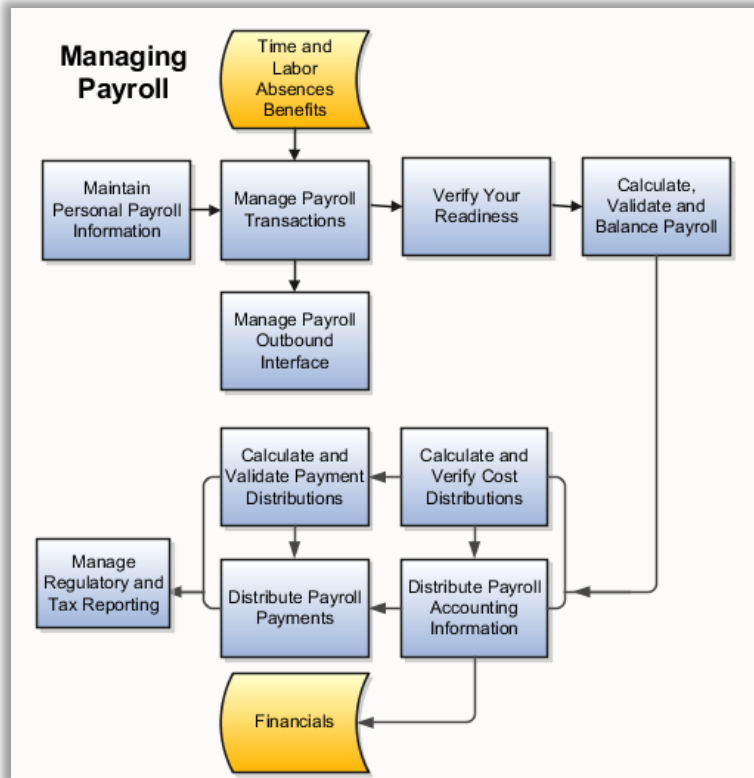 Managing
Payroll
Time and
Labor
Absences
Benefits
Maintain
Personal Payroll
Information
Manage Payroll
Transactions
Verify Your
Readiness
Calculate,
Validate and
Balance Payroll
Manage Payroll
Outbound
Interface
Calculate and
Validate Payment
Distributions
Calculate and
Verify Cost
Distributions
Manage
Regulatory and
Tax Reporting
Distribute Payroll
Payments
Distribute Payroll
Accounting
Information
Financials